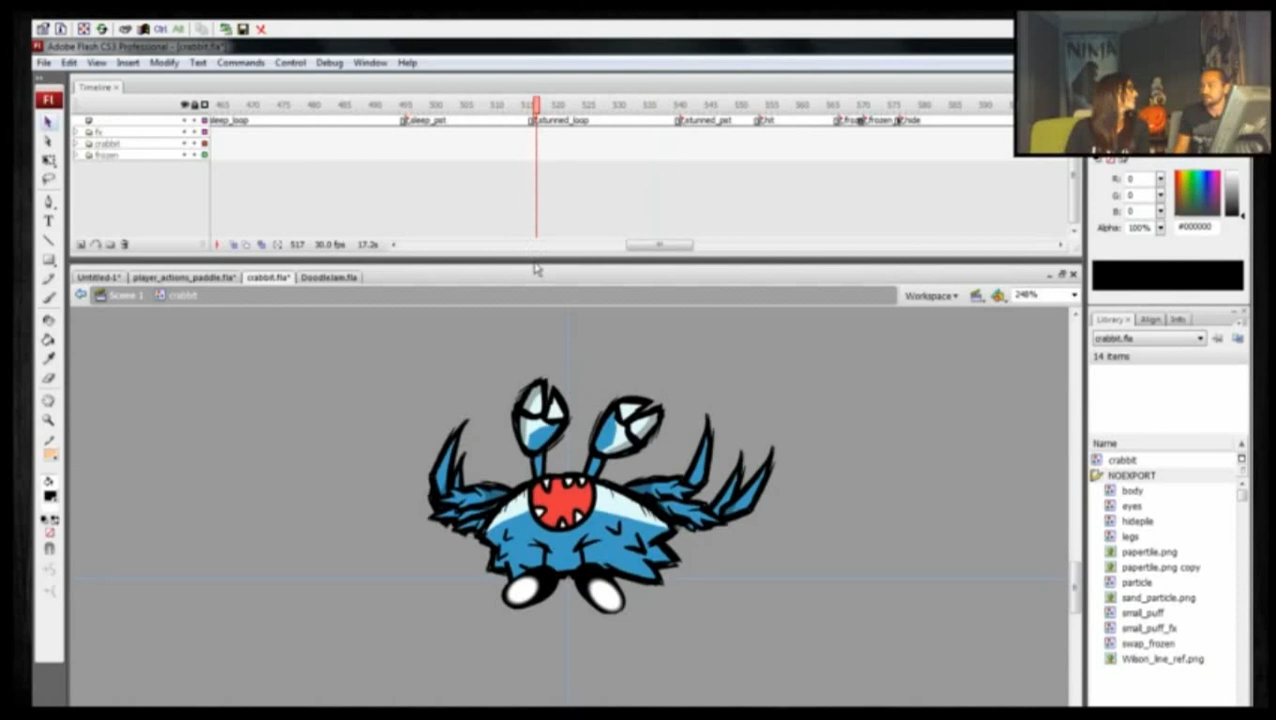 Adobe Flash CS3 Professional - [crabbit.fla*]
File Edit View Insert Modify Text Commands Control Debug Window Help
Timeline ×
465 470 475 480 485 490 495 500 505 510 515 520 525 530 535 540 545 550 555 560 565 570 575 580 585 590
sleep_loop sleep_pst stunned_loop stunned_pst hit frozen hide
fx
crabbit
frozen
517 30.0 fps 17.2s
Untitled-1* player_actions_paddle.fla* crabbit.fla* DoodleJam.fla
Scene 1 crabbit Workspace 248%
NINJA
Fl
R: 0
G: 0
B: 0
Alpha: 100% #000000
Library × Align Info
crabbit.fla
14 items
Name
crabbit
NOEXPORT
body
eyes
hidepile
legs
papertile.png
papertile.png copy
particle
sand_particle.png
small_puff
small_puff_fx
swap_frozen
Wilson_line_ref.png